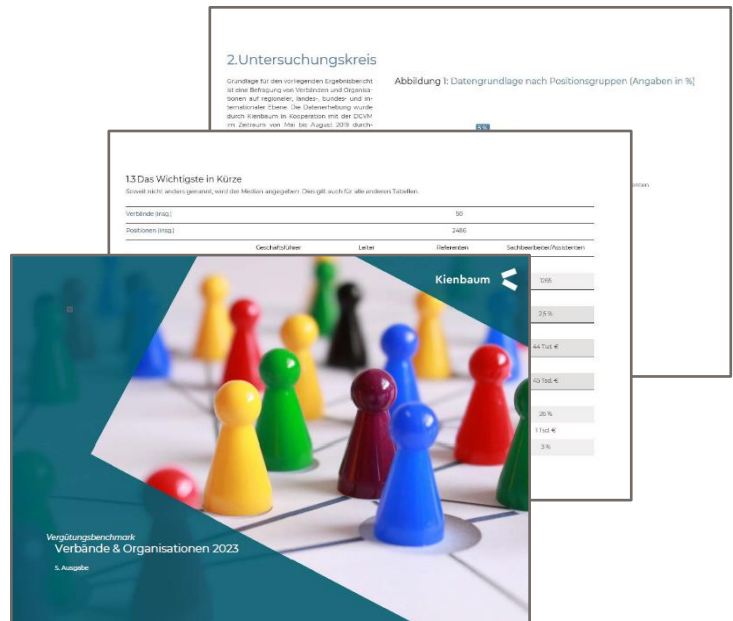 2.Untersuchungskreis
Grundlage für den vorliegenden Ergebnisbericht
ist eine Befragung von Verbänden und Organisa-
tionen auf regionaler, landes-, bundes- und in-
ternationaler Ebene. Die Datenerhebung wurde
durch Kienbaum in Kooperation mit der DGVM
im Zeitraum von Mai bis August 2019 durch-
Abbildung 1: Datengrundlage nach Positionsgruppen (Angaben in %)
5 %
1.3 Das Wichtigste in Kürze
Soweit nicht anders genannt, wird der Median angegeben. Dies gilt auch für alle anderen Tabellen.
Verbände (insg.) 50
Positionen (insg.) 2486
Geschäftsführer Leiter Referenten Sachbearbeiter/Assistenten
2,5 %
44 Tsd. €
45 Tsd. €
26 %
1 Tsd. €
3 %
Kienbaum
Vergütungsbenchmark
Verbände & Organisationen 2023
5. Ausgabe